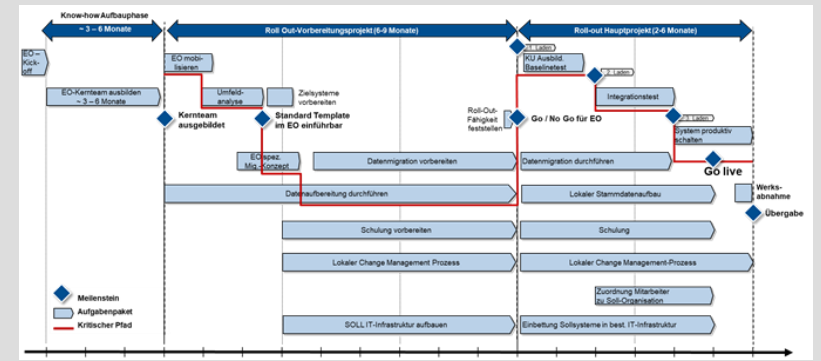 Know-how Aufbauphase
~ 3 – 6 Monate
Roll Out-Vorbereitungsprojekt (6-9 Monate)
Roll-out Hauptprojekt (2-6 Monate)
EO –
Kick-
off
EO mobi-
lisieren
1. Laden
KU Ausbild.
Baselinetest
2. Laden
EO-Kernteam ausbilden
~ 3 – 6 Monate
Umfeld-
analyse
Zielsysteme
vorbereiten
Integrationstest
Kernteam
ausgebildet
Standard Template
im EO einführbar
Roll-Out-
Fähigkeit
feststellen
Go / No Go für EO
3. Laden
System produktiv
schalten
EO spez.
Mig.-Konzept
Datenmigration vorbereiten
Datenmigration durchführen
Go live
Datenaufbereitung durchführen
Lokaler Stammdatenaufbau
Werks-
abnahme
Übergabe
Schulung vorbereiten
Schulung
Lokaler Change Management Prozess
Lokaler Change Management-Prozess
Zuordnung Mitarbeiter
zu Soll-Organisation
Meilenstein
Aufgabenpaket
Kritischer Pfad
SOLL IT-Infrastruktur aufbauen
Einbettung Sollsysteme in best. IT-Infrastruktur